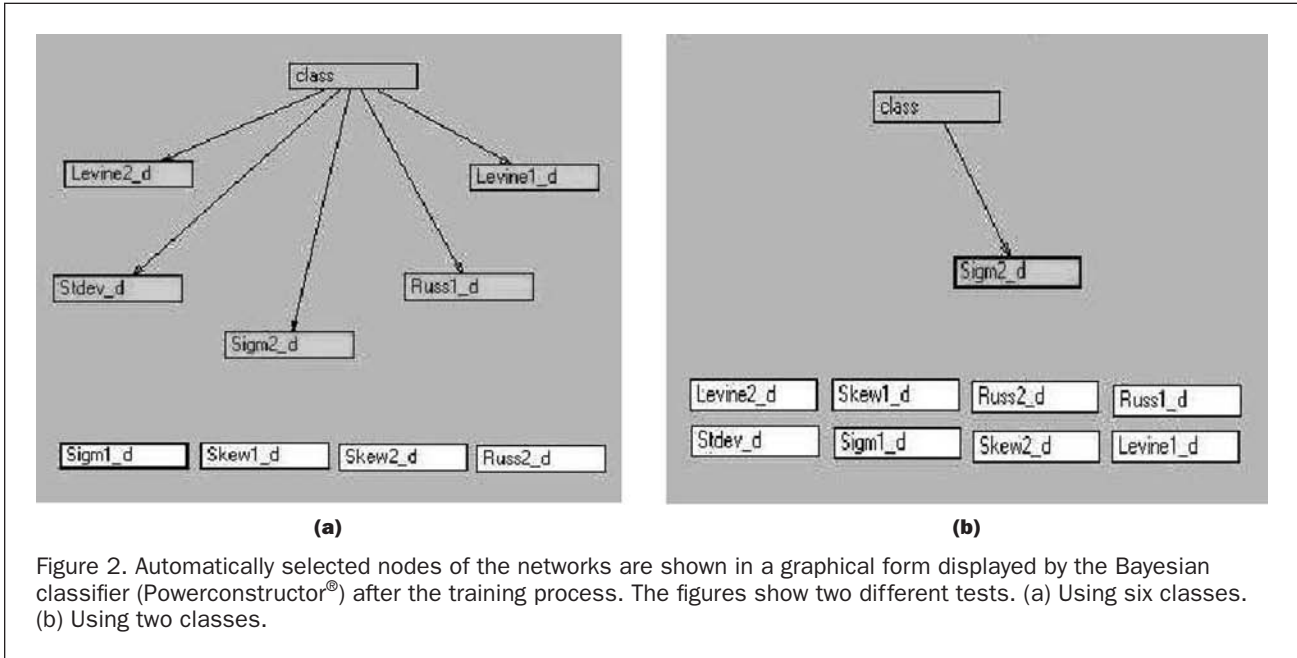 class
Levine2_d
Levine1_d
Stdev_d
Russ1_d
Sigm2_d
Sigm1_d
Skew1_d
Skew2_d
Russ2_d
(a)
class
Sigm2_d
Levine2_d
Skew1_d
Russ2_d
Russ1_d
Stdev_d
Sigm1_d
Skew2_d
Levine1_d
(b)
Figure 2. Automatically selected nodes of the networks are shown in a graphical form displayed by the Bayesian
classifier (Powerconstructor®) after the training process. The figures show two different tests. (a) Using six classes.
(b) Using two classes.